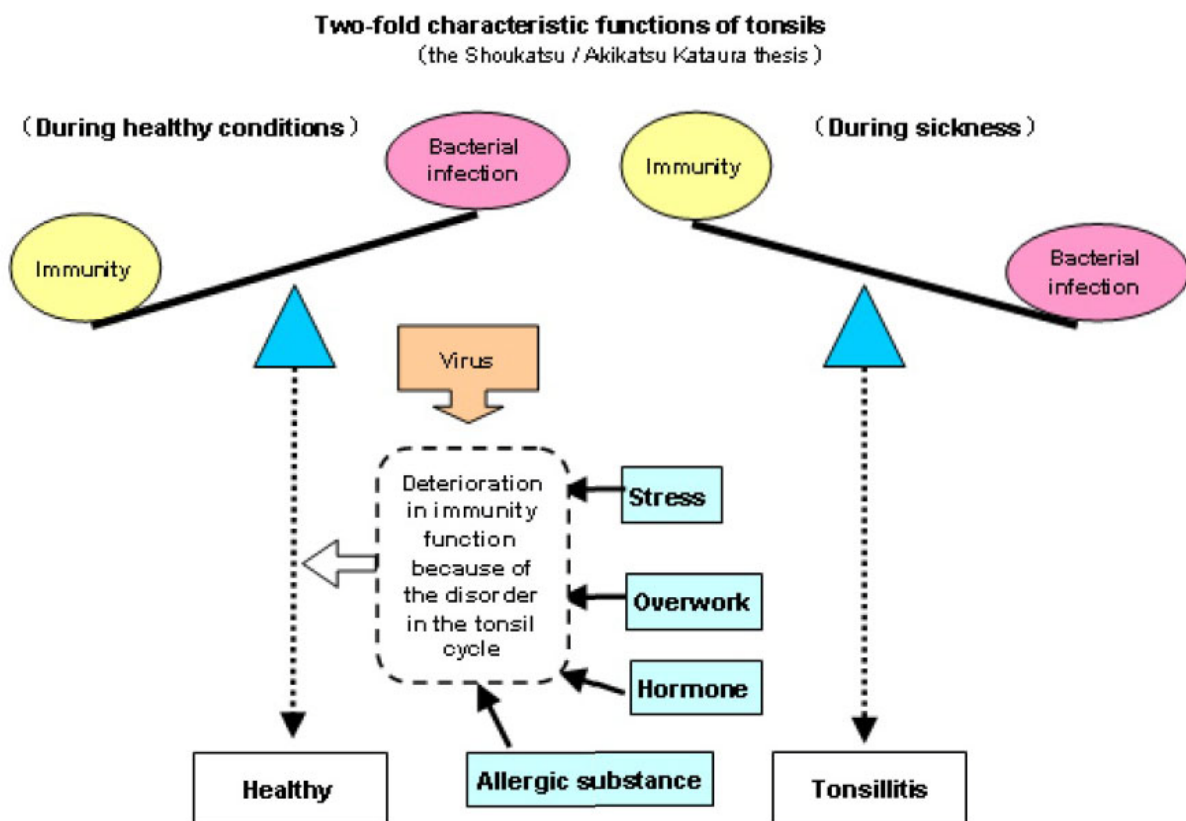 Two-fold characteristic functions of tonsils
(the Shoukatsu / Akikatsu Kataura thesis)
(During healthy conditions)
Bacterial
infection
Immunity
(During sickness)
Immunity
Bacterial
infection
Virus
Deterioration
in immunity
function
because of
the disorder
in the tonsil
cycle
Stress
Overwork
Hormone
Allergic substance
Healthy
Tonsillitis